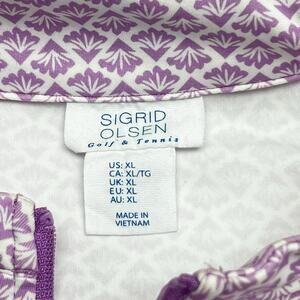 SIGRID
OLSEN
Golf & Tennis
US: XL
CA: XL/TG
UK: XL
EU: XL
AU: XL
MADE IN
VIETNAM